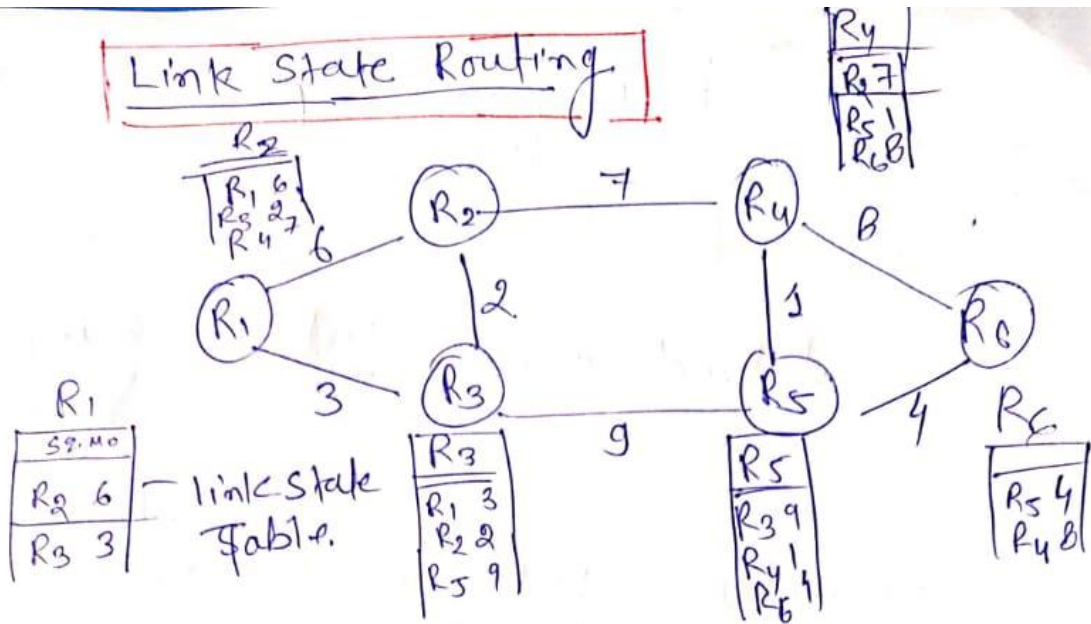 Link State Routing
R4
R2 7
R5 1
R6 8
R2
R1 6
R3 2
R4 7
R2
7
R4
6
8
R1
2
1
R6
3
R3
9
R5
4
R1
Sq.No
R2 6
R3 3
link state
Table.
R3
R1 3
R2 2
R5 9
R5
R3 9
R4 1
R6 4
R6
R5 4
R4 8